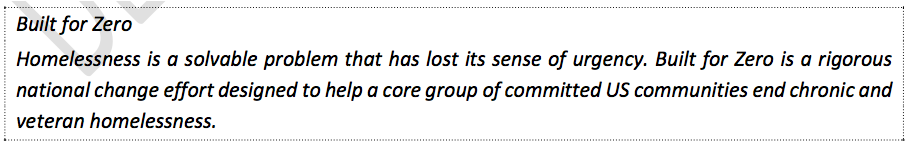 Built for Zero
Homelessness is a solvable problem that has lost its sense of urgency. Built for Zero is a rigorous
national change effort designed to help a core group of committed US communities end chronic and
veteran homelessness.